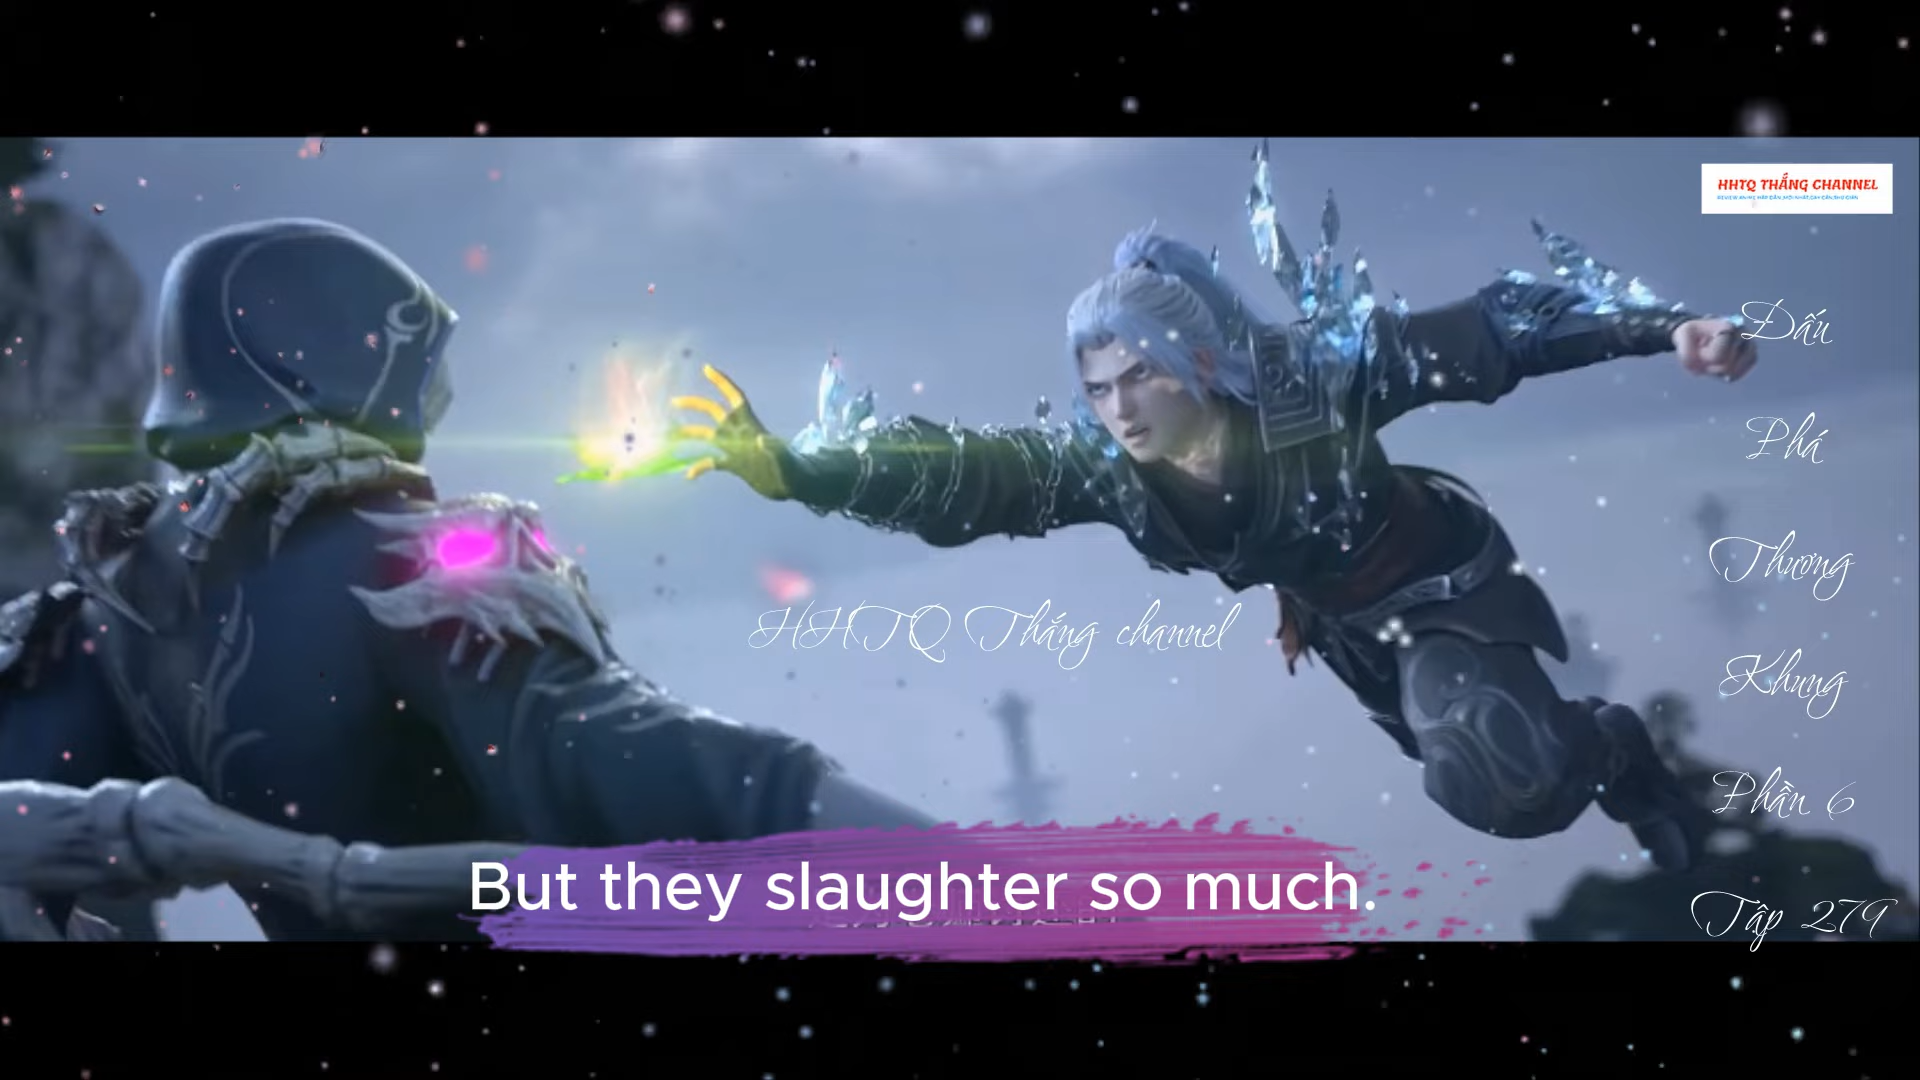 HHTQ THẮNG CHANNEL
Đấu
Phá
Thương
Khung
Phần 6
Tập 279
HHTQ Thắng channel
But they slaughter so much.